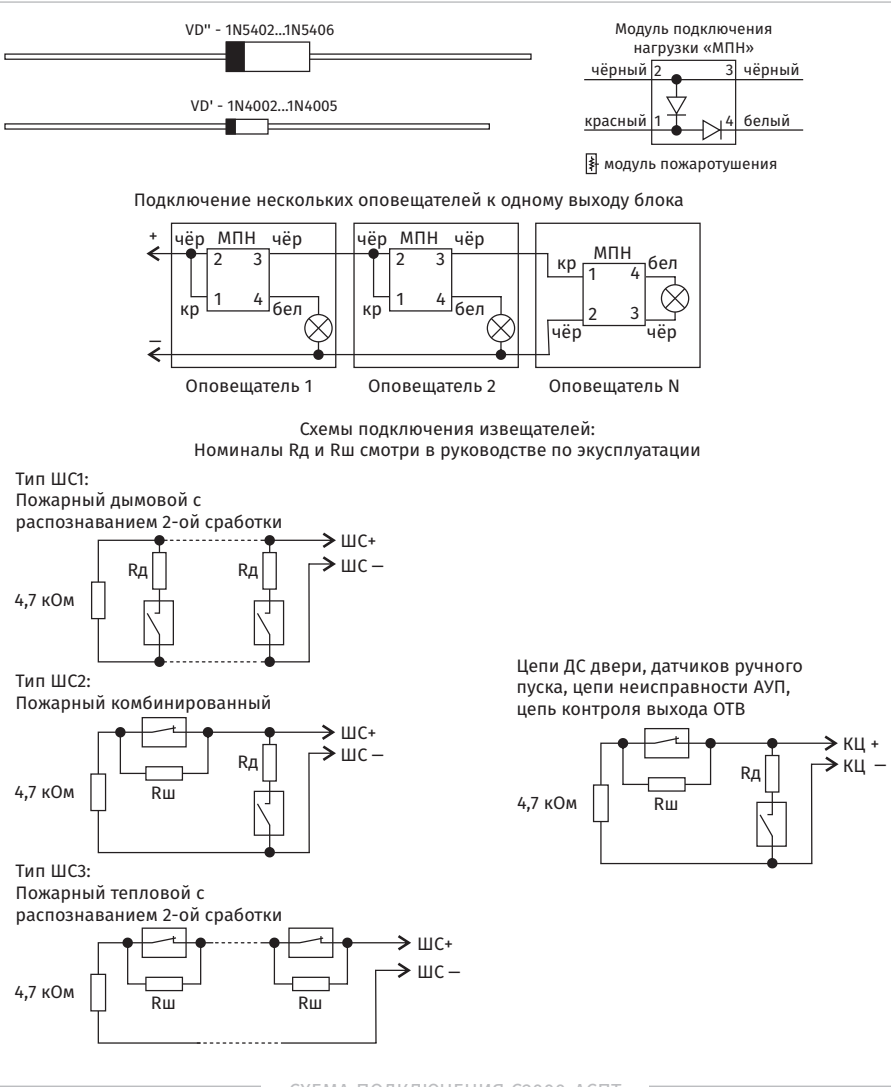 VD'' - 1N5402...1N5406
VD' - 1N4002...1N4005
Модуль подключения
нагрузки «МПН»
чёрный 2 3 чёрный
красный 1 4 белый
модуль пожаротушения
Подключение нескольких оповещателей к одному выходу блока
+ чёр МПН чёр чёр МПН чёр
2 3 2 3 кр МПН бел
1 4
кр 1 4 бел кр 1 4 бел
2 3
чёр чёр
–
Оповещатель 1 Оповещатель 2 Оповещатель N
Схемы подключения извещателей:
Номиналы Rд и Rш смотри в руководстве по экусплуатации
Тип ШС1:
Пожарный дымовой с
распознаванием 2-ой сработки
ШС+
Rд Rд ШС –
4,7 кОм
Тип ШС2:
Пожарный комбинированный
ШС+
ШС –
Rд
4,7 кОм Rш
Цепи ДС двери, датчиков ручного
пуска, цепи неисправности АУП,
цепь контроля выхода ОТВ
КЦ +
КЦ –
Rд
4,7 кОм Rш
Тип ШС3:
Пожарный тепловой с
распознаванием 2-ой сработки
ШС+
ШС –
4,7 кОм Rш Rш